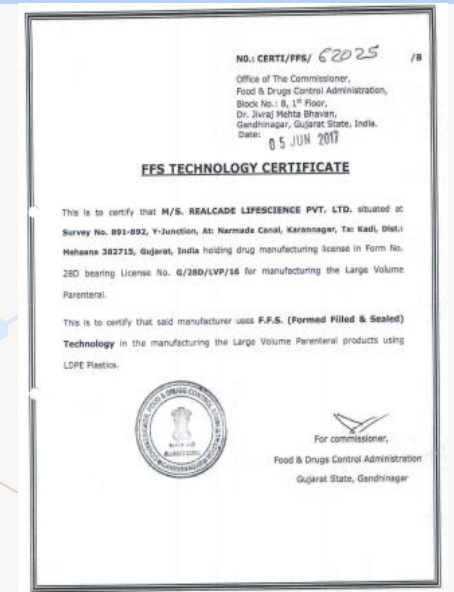 NO.: CERTI/FFS/ 62025 /B
Office of The Commissioner,
Food & Drugs Control Administration,
Block No.: 8, 1st Floor,
Dr. Jivraj Mehta Bhavan,
Gandhinagar, Gujarat State, India.
Date: 05 JUN 2017
FFS TECHNOLOGY CERTIFICATE
This is to certify that M/S. REALCADE LIFESCIENCE PVT. LTD. situated at
Survey No. 891-892, Y-Junction, At: Narmada Canal, Karannagar, Ta: Kadi, Dist.:
Mehsana 382715, Gujarat, India holding drug manufacturing license in Form No.
28D bearing License No. G/28D/LVP/16 for manufacturing the Large Volume
Parenteral.
This is to certify that said manufacturer uses F.F.S. (Formed Filled & Sealed)
Technology in the manufacturing the Large Volume Parenteral products using
LDPE Plastics.
For commissioner,
Food & Drugs Control Administration
Gujarat State, Gandhinagar